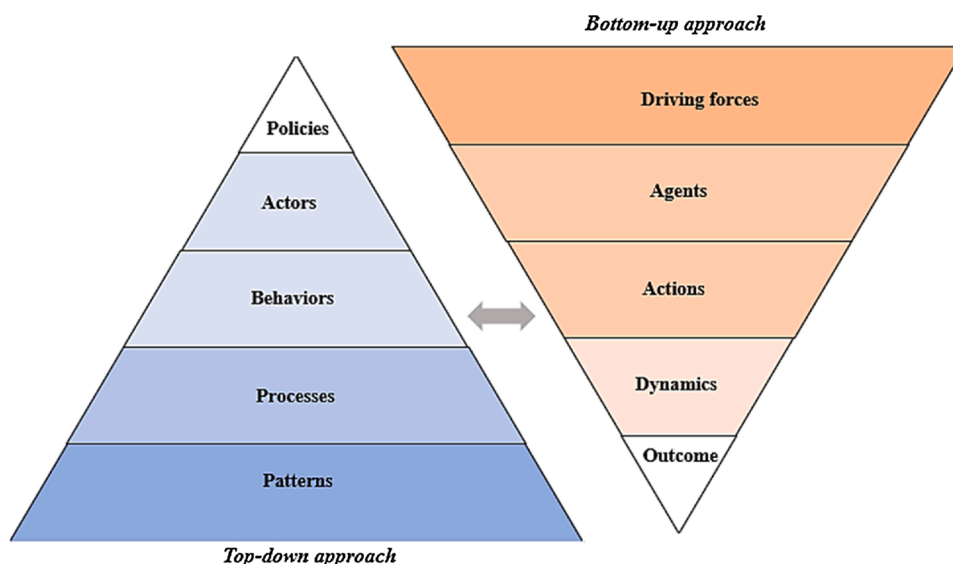 Bottom-up approach
Policies
Actors
Behaviors
Processes
Patterns
Top-down approach
Driving forces
Agents
Actions
Dynamics
Outcome